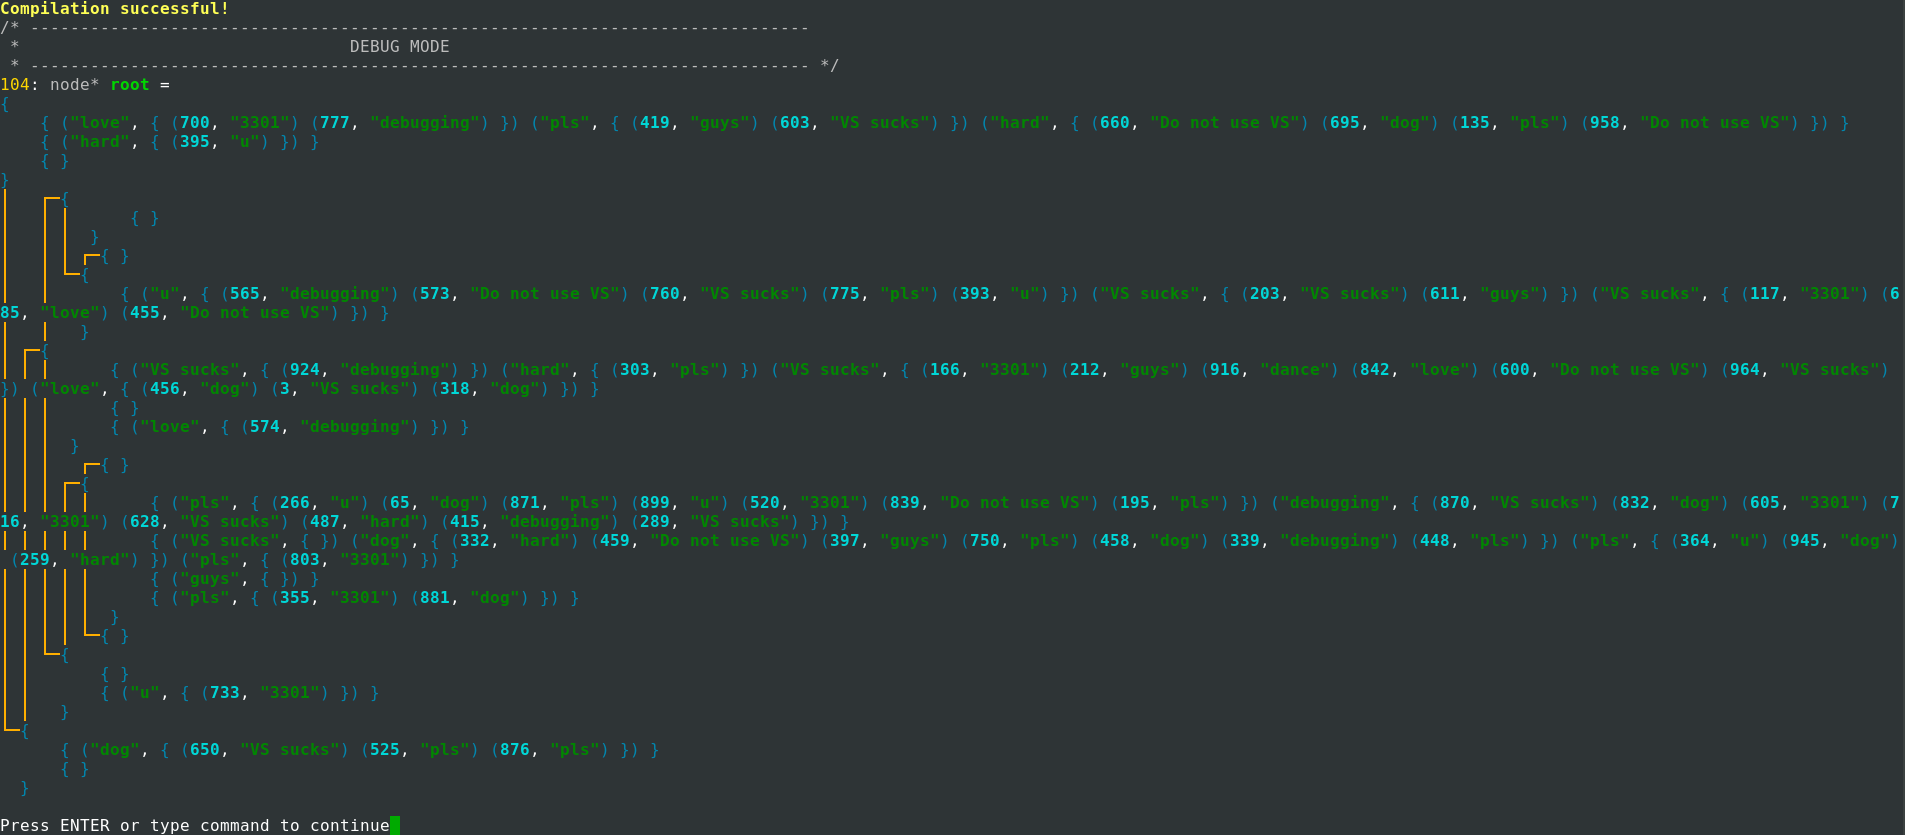 Compilation successful!
/* ------------------------------------------------------------------------------
 *                                 DEBUG MODE
 * ------------------------------------------------------------------------------ */
104: node* root =
{
    { ("love", { (700, "3301") (777, "debugging") }) ("pls", { (419, "guys") (603, "VS sucks") }) ("hard", { (660, "Do not use VS") (695, "dog") (135, "pls") (958, "Do not use VS") }) }
    { ("hard", { (395, "u") }) }
    { }
}
{
{ }
}
{ }
{
{ ("u", { (565, "debugging") (573, "Do not use VS") (760, "VS sucks") (775, "pls") (393, "u") }) ("VS sucks", { (203, "VS sucks") (611, "guys") }) ("VS sucks", { (117, "3301") (6
85, "love") (455, "Do not use VS") }) }
}
{
{ ("VS sucks", { (924, "debugging") }) ("hard", { (303, "pls") }) ("VS sucks", { (166, "3301") (212, "guys") (916, "dance") (842, "love") (600, "Do not use VS") (964, "VS sucks")
}) ("love", { (456, "dog") (3, "VS sucks") (318, "dog") }) }
{ }
{ ("love", { (574, "debugging") }) }
}
{ }
{
{ ("pls", { (266, "u") (65, "dog") (871, "pls") (899, "u") (520, "3301") (839, "Do not use VS") (195, "pls") }) ("debugging", { (870, "VS sucks") (832, "dog") (605, "3301") (7
16, "3301") (628, "VS sucks") (487, "hard") (415, "debugging") (289, "VS sucks") }) }
{ ("VS sucks", { }) ("dog", { (332, "hard") (459, "Do not use VS") (397, "guys") (750, "pls") (458, "dog") (339, "debugging") (448, "pls") }) ("pls", { (364, "u") (945, "dog")
(259, "hard") }) ("pls", { (803, "3301") }) }
{ ("guys", { }) }
{ ("pls", { (355, "3301") (881, "dog") }) }
}
{ }
{
{ }
{ ("u", { (733, "3301") }) }
}
{
{ ("dog", { (650, "VS sucks") (525, "pls") (876, "pls") }) }
{ }
}
Press ENTER or type command to continue